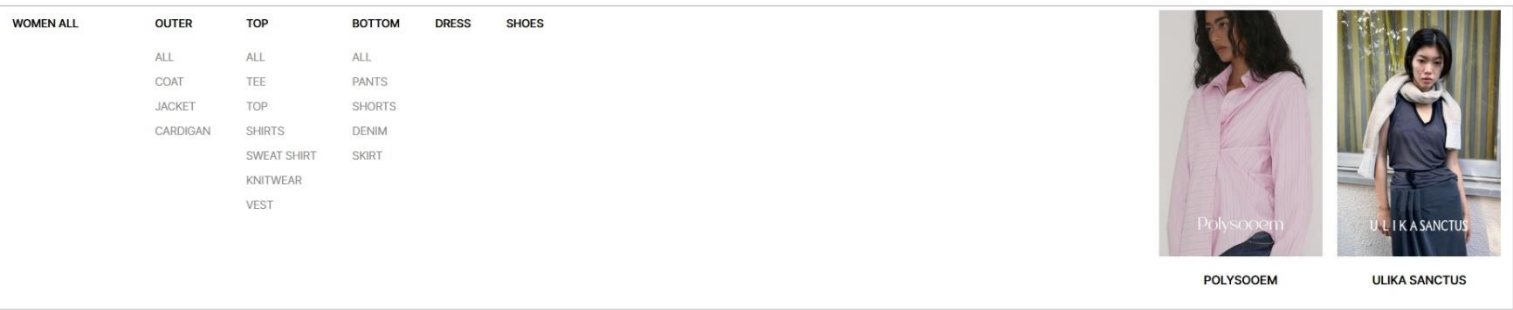 WOMEN ALL
OUTER
ALL
COAT
JACKET
CARDIGAN
TOP
ALL
TEE
TOP
SHIRTS
SWEAT SHIRT
KNITWEAR
VEST
BOTTOM
ALL
PANTS
SHORTS
DENIM
SKIRT
DRESS
SHOES
Polysooem
POLYSOOEM
ULIKA SANCTUS
ULIKA SANCTUS